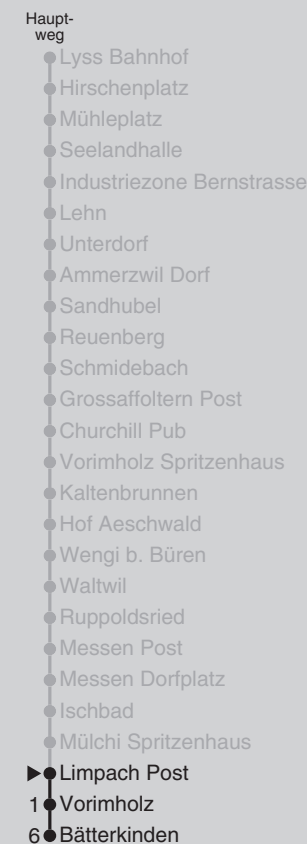 Haupt-
weg
Lyss Bahnhof
Hirschenplatz
Mühleplatz
Seelandhalle
Industriezone Bernstrasse
Lehn
Unterdorf
Ammerzwil Dorf
Sandhubel
Reuenberg
Schmidebach
Grossaffoltern Post
Churchill Pub
Vorimholz Spritzenhaus
Kaltenbrunnen
Hof Aeschwald
Wengi b. Büren
Waltwil
Ruppoldsried
Messen Post
Messen Dorfplatz
Ischbad
Mülchi Spritzenhaus
Limpach Post
1 Vorimholz
6 Bätterkinden